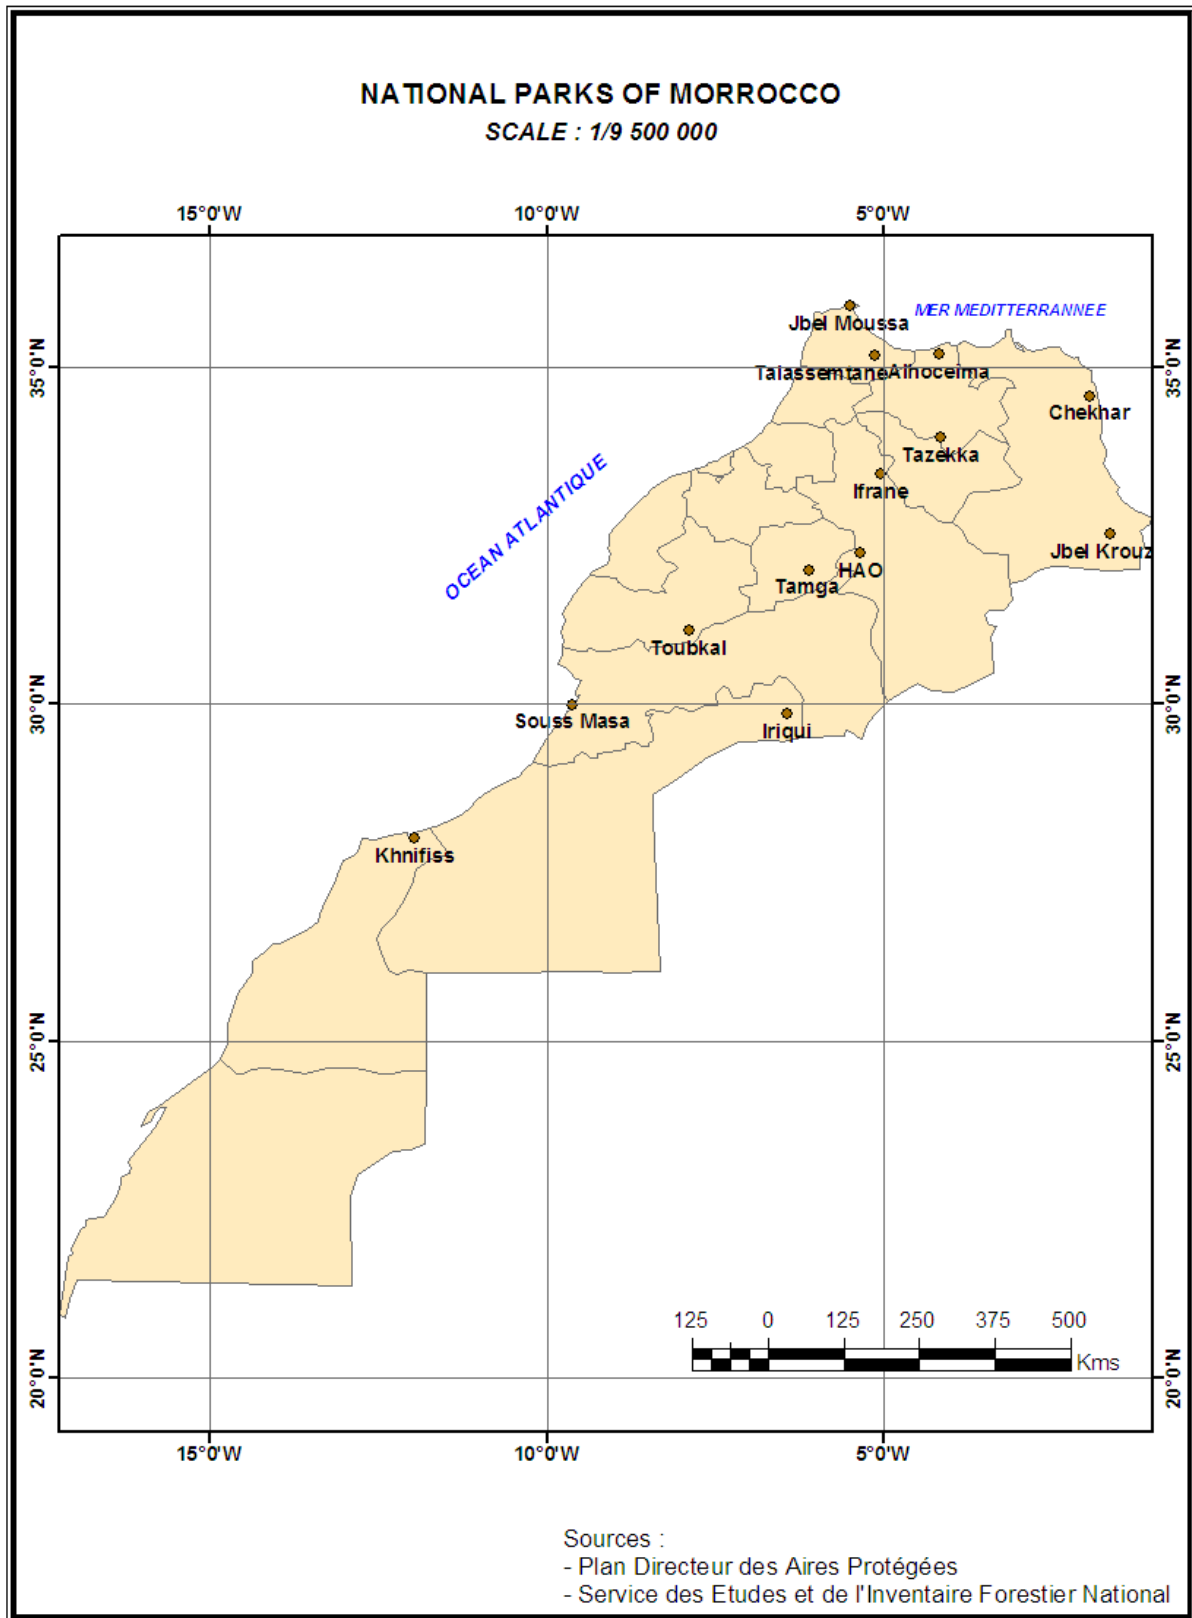 NATIONAL PARKS OF MORROCCO
SCALE : 1/9 500 000
15°0'W 10°0'W 5°0'W
MER MEDITTERRANNEE
Jbel Moussa
35°0'N 35°0'N
Talassemtane Alhoceima
Chekhar
Tazekka
OCEAN ATLANTIQUE
Ifrane
Jbel Krouz
HAO
Tamga
Toubkal
30°0'N 30°0'N
Souss Masa
Iriqui
Khnifiss
25°0'N 25°0'N
125 0 125 250 375 500
Kms
20°0'N 20°0'N
15°0'W 10°0'W 5°0'W
Sources :
- Plan Directeur des Aires Protégées
- Service des Etudes et de l'Inventaire Forestier National